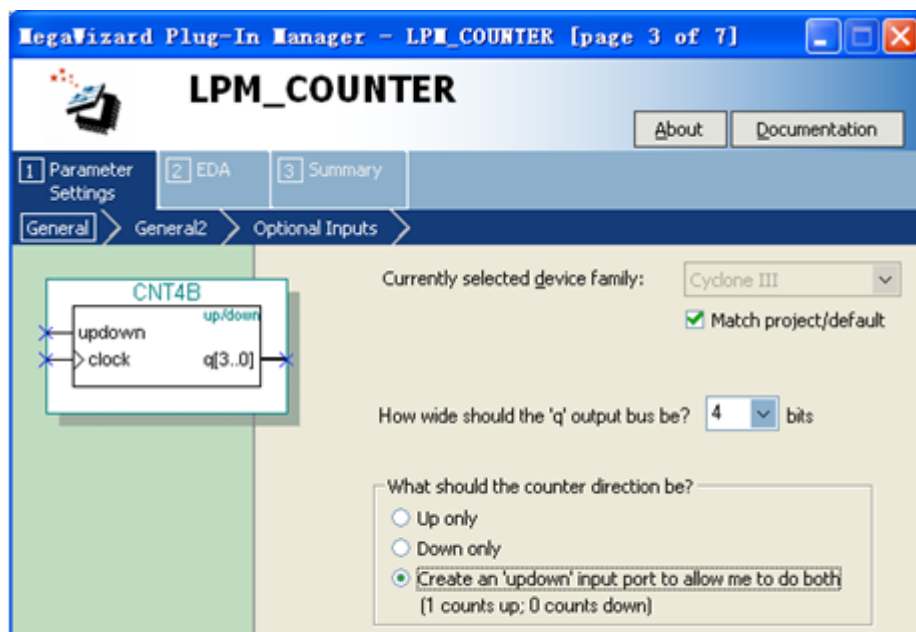 MegaWizard Plug-In Manager - LPM_COUNTER [page 3 of 7]
LPM_COUNTER
About
Documentation
1 Parameter Settings
2 EDA
3 Summary
General
General2
Optional Inputs
Currently selected device family:
Cyclone III
Match project/default
CNT4B
up/down
updown
clock
q[3..0]
How wide should the 'q' output bus be?
4
bits
What should the counter direction be?
Up only
Down only
Create an 'updown' input port to allow me to do both
(1 counts up; 0 counts down)